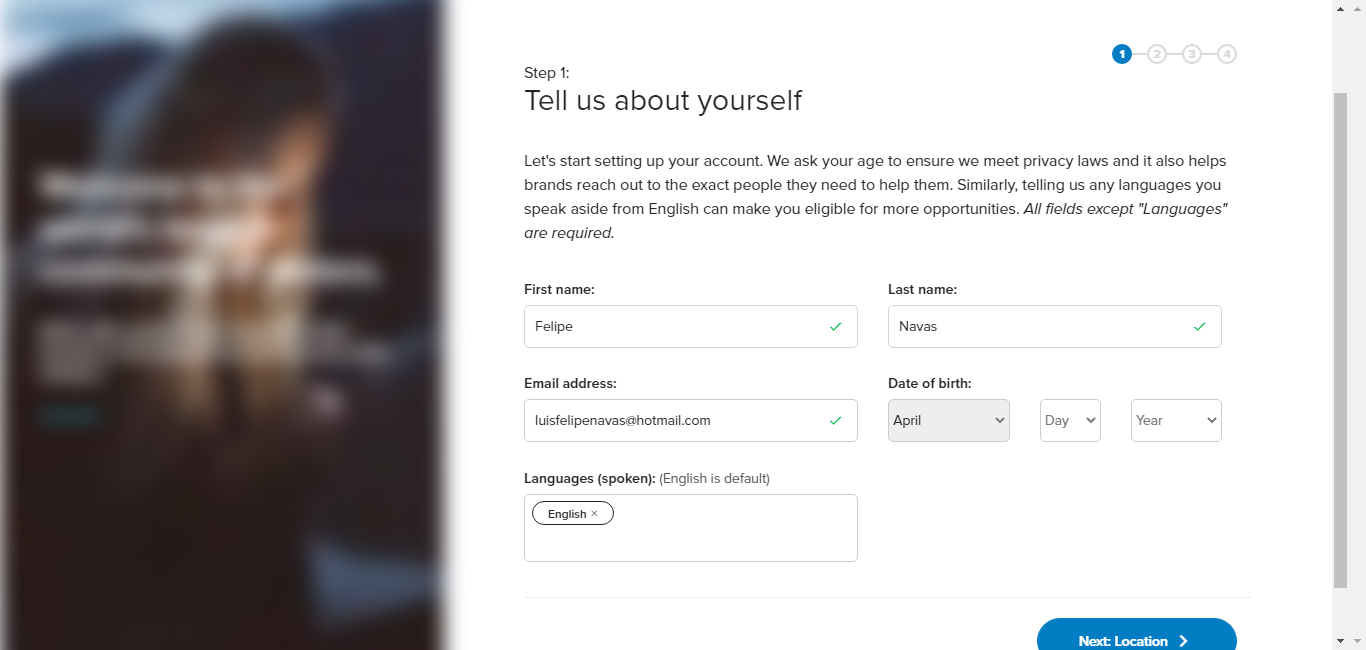 1 2 3 4
Step 1:
Tell us about yourself
Let's start setting up your account. We ask your age to ensure we meet privacy laws and it also helps
brands reach out to the exact people they need to help them. Similarly, telling us any languages you
speak aside from English can make you eligible for more opportunities. All fields except "Languages"
are required.
First name: Last name:
Felipe Navas
Email address: Date of birth:
luisfelipenavas@hotmail.com April Day Year
Languages (spoken): (English is default)
English ×
Next: Location